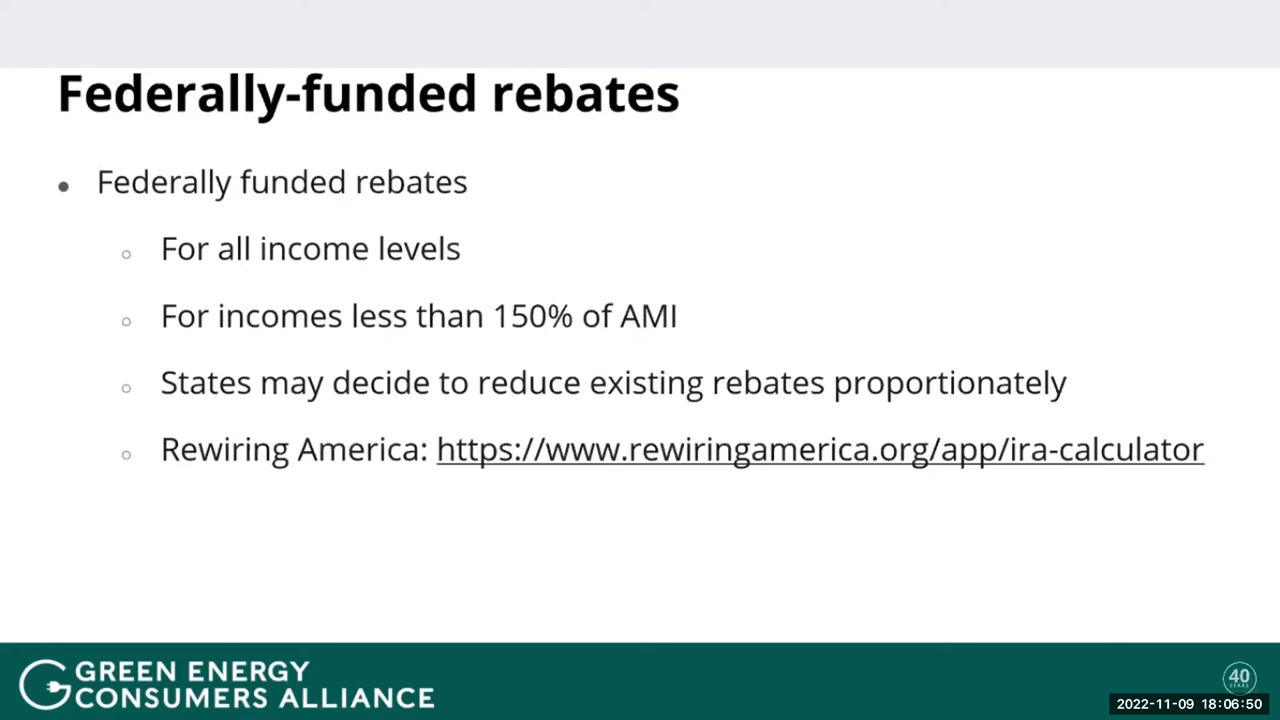 Federally-funded rebates
Federally funded rebates
For all income levels
For incomes less than 150% of AMI
States may decide to reduce existing rebates proportionately
Rewiring America: https://www.rewiringamerica.org/app/ira-calculator
GREEN ENERGY
CONSUMERS ALLIANCE
40
YEARS
2022-11-09 18:06:50